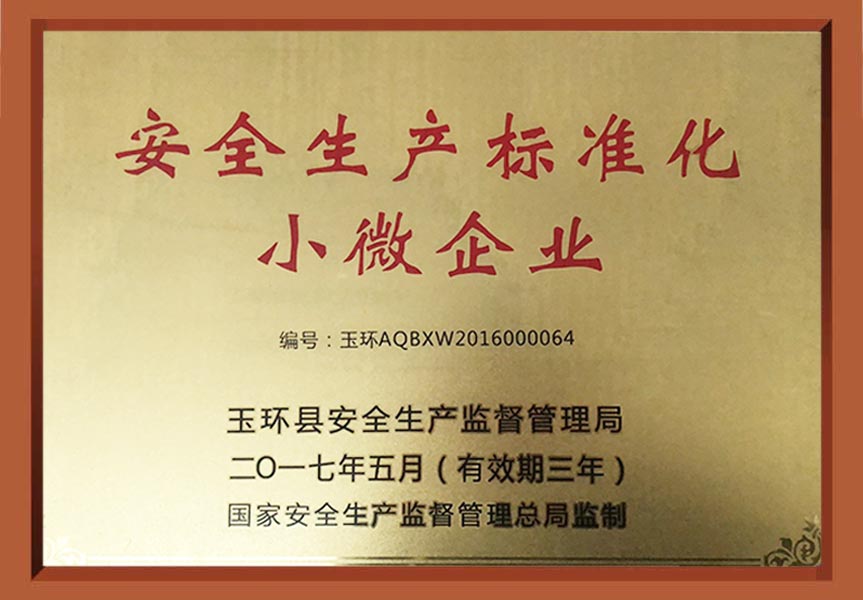 安全生产标准化
小微企业
编号：玉环AQBXW2016000064
玉环县安全生产监督管理局
二〇一七年五月（有效期三年）
国家安全生产监督管理总局监制